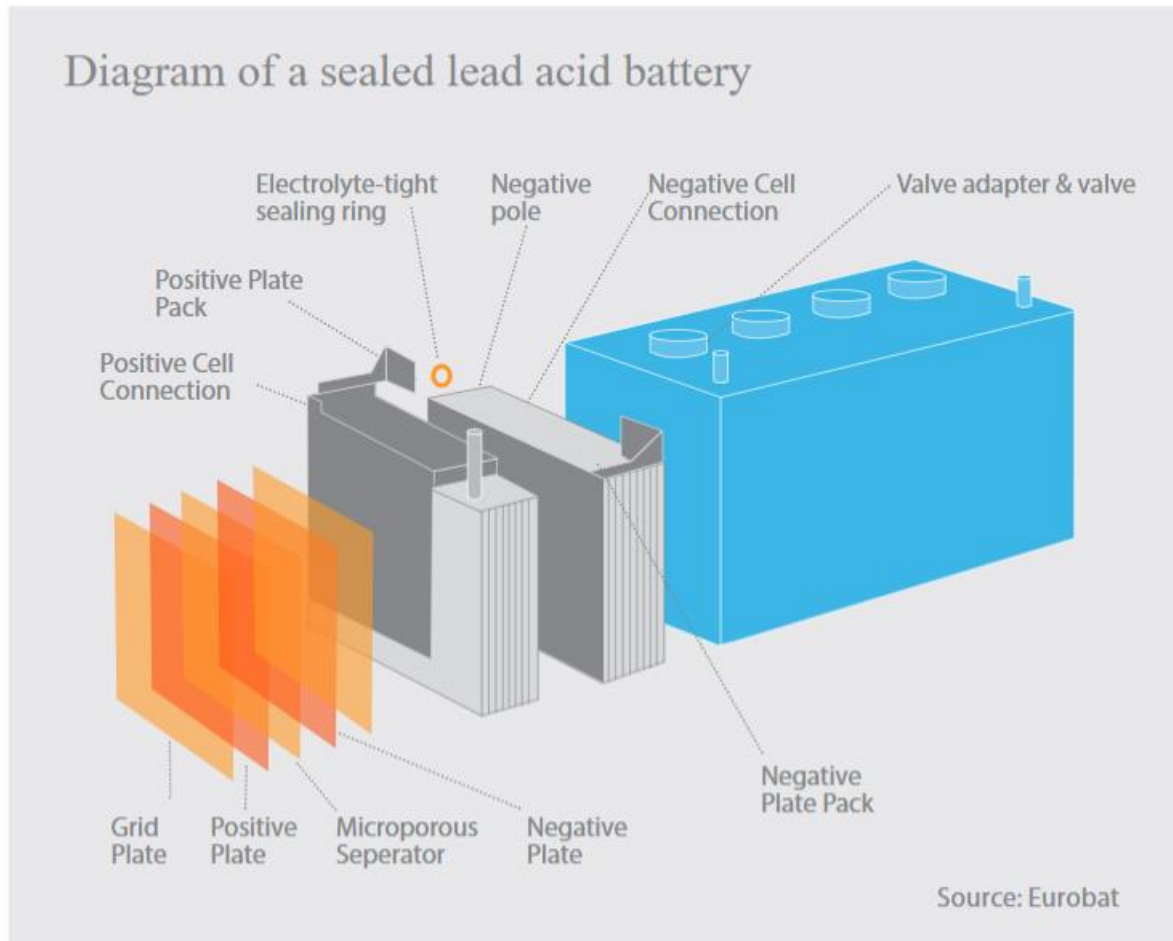 Diagram of a sealed lead acid battery
Electrolyte-tight
sealing ring
Negative
pole
Negative Cell
Connection
Valve adapter & valve
Positive Plate
Pack
Positive Cell
Connection
Negative
Plate Pack
Grid
Plate
Positive
Plate
Microporous
Seperator
Negative
Plate
Source: Eurobat